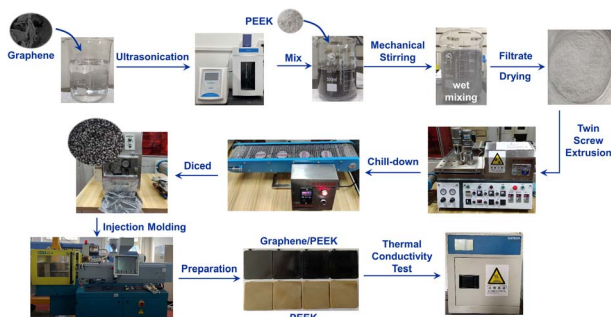 PEEK
Graphene
Ultrasonication
Mix
Mechanical
Stirring
wet
mixing
Filtrate
Drying
Twin
Screw
Extrusion
Chill-down
Diced
Injection Molding
Preparation
Graphene/PEEK
PEEK
Thermal
Conductivity
Test